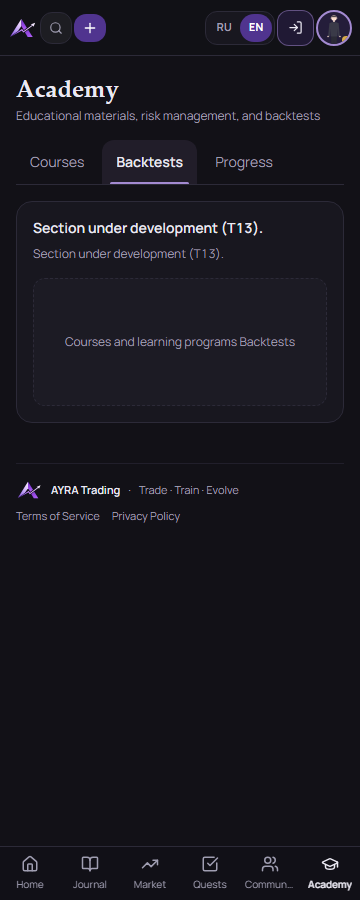 RU EN
Academy
Educational materials, risk management, and backtests
Courses Backtests Progress
Section under development (T13).
Section under development (T13).
Courses and learning programs Backtests
AYRA Trading · Trade · Train · Evolve
Terms of Service Privacy Policy
Home Journal Market Quests Commun... Academy